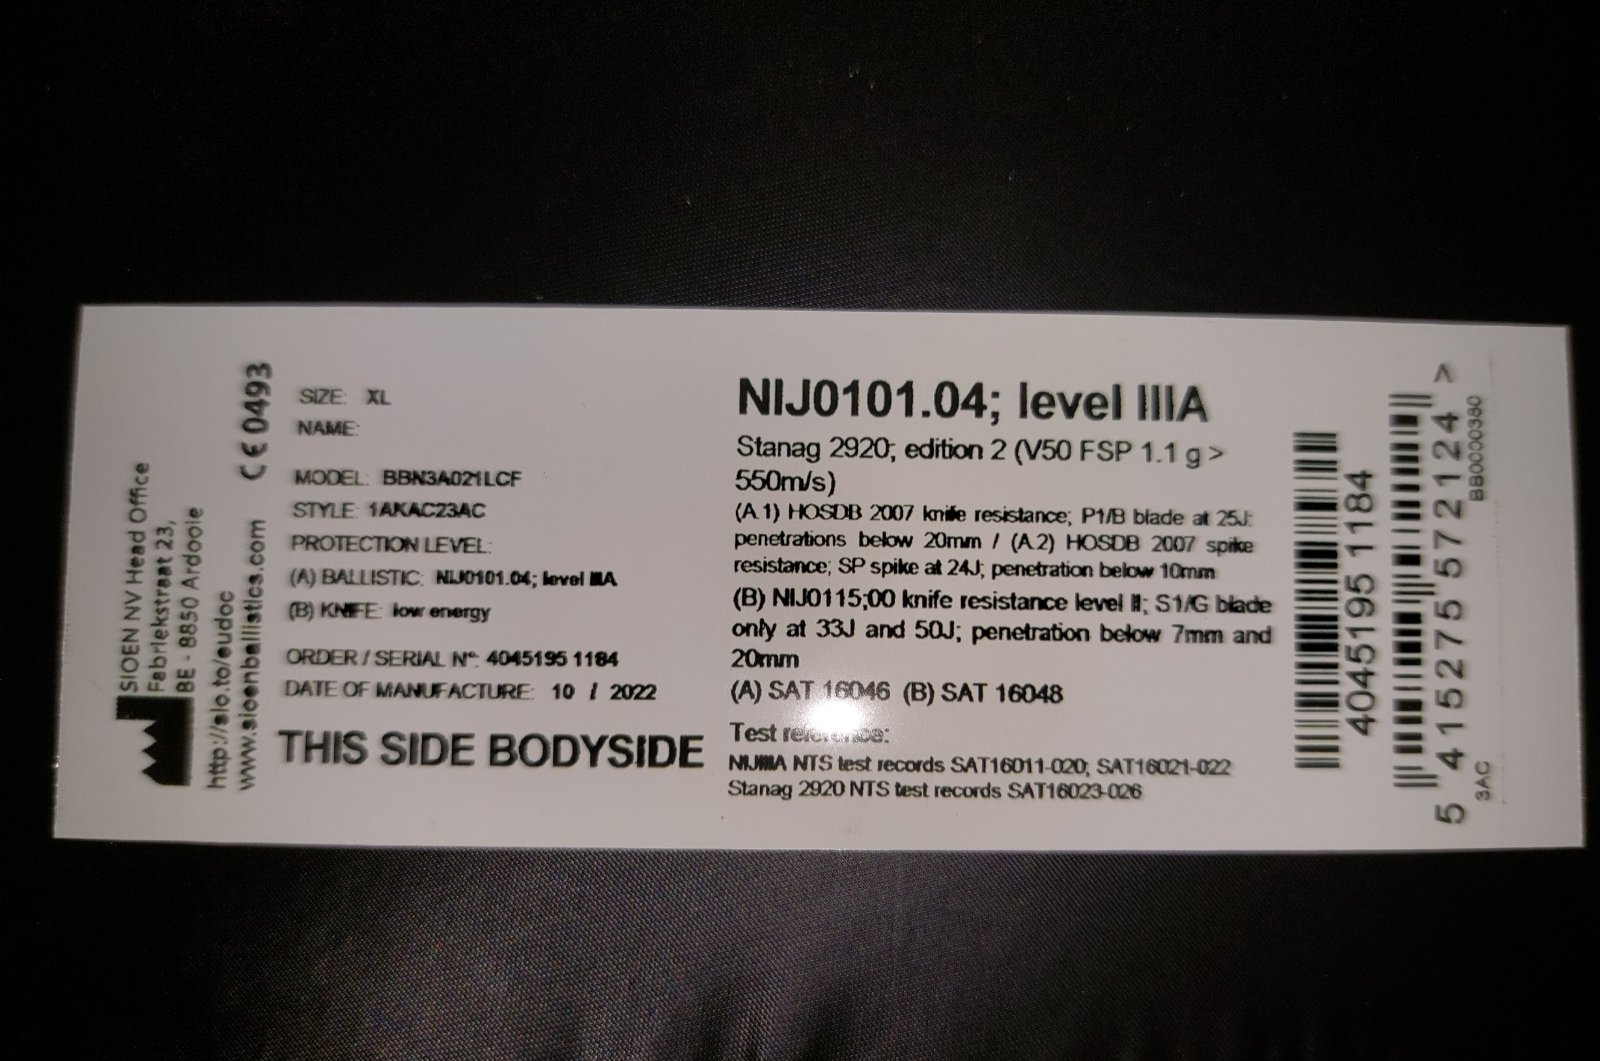 SIOEN NV Head Office
Fabriekstraat 23,
BE - 8850 Ardooie
http://sio.to/eudoc
www.sioenballistics.com CE 0493
SIZE: XL
NAME:
MODEL: BBN3A021LCF
STYLE: 1AKAC23AC
PROTECTION LEVEL:
(A) BALLISTIC: NIJ0101.04; level IIIA
(B) KNIFE: low energy
ORDER / SERIAL N°: 4045195 1184
DATE OF MANUFACTURE: 10 / 2022
THIS SIDE BODYSIDE
NIJ0101.04; level IIIA
Stanag 2920; edition 2 (V50 FSP 1.1 g >
550m/s)
(A.1) HOSDB 2007 knife resistance; P1/B blade at 25J:
penetrations below 20mm / (A.2) HOSDB 2007 spike
resistance; SP spike at 24J; penetration below 10mm
(B) NIJ0115;00 knife resistance level II; S1/G blade
only at 33J and 50J; penetration below 7mm and
20mm
(A) SAT 16046 (B) SAT 16048
Test reference:
NIJIIIA NTS test records SAT16011-020; SAT16021-022
Stanag 2920 NTS test records SAT16023-026
4045195 1184
5 415275 572124 >
3AC BB0000380